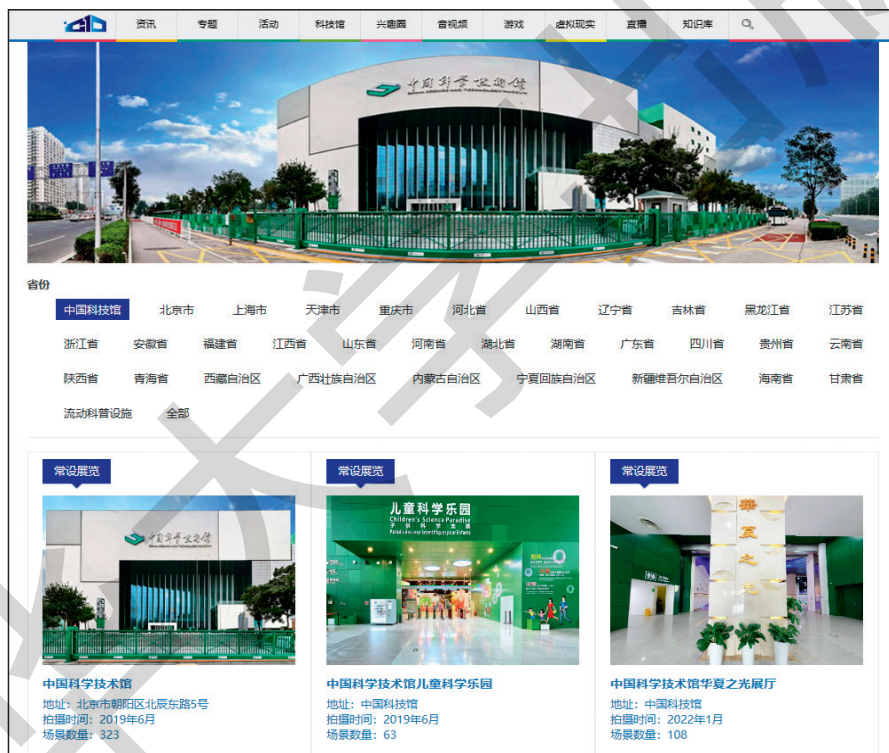 资讯 专题 活动 科技馆 兴趣圈 音视频 游戏 虚拟现实 直播 知识库
中国科学技术馆
CHINA SCIENCE AND TECHNOLOGY MUSEUM
省份
中国科技馆 北京市 上海市 天津市 重庆市 河北省 山西省 辽宁省 吉林省 黑龙江省 江苏省
浙江省 安徽省 福建省 江西省 山东省 河南省 湖北省 湖南省 广东省 四川省 贵州省 云南省
陕西省 青海省 西藏自治区 广西壮族自治区 内蒙古自治区 宁夏回族自治区 新疆维吾尔自治区 海南省 甘肃省
流动科普设施 全部
常设展览 常设展览 常设展览
中国科学技术馆
儿童科学乐园
Children's Science Paradise
华夏之光
中国科学技术馆 中国科学技术馆儿童科学乐园 中国科学技术馆华夏之光展厅
地址：北京市朝阳区北辰东路5号 地址：中国科技馆 地址：中国科技馆
拍摄时间：2019年6月 拍摄时间：2019年6月 拍摄时间：2022年1月
场景数量：323 场景数量：63 场景数量：108